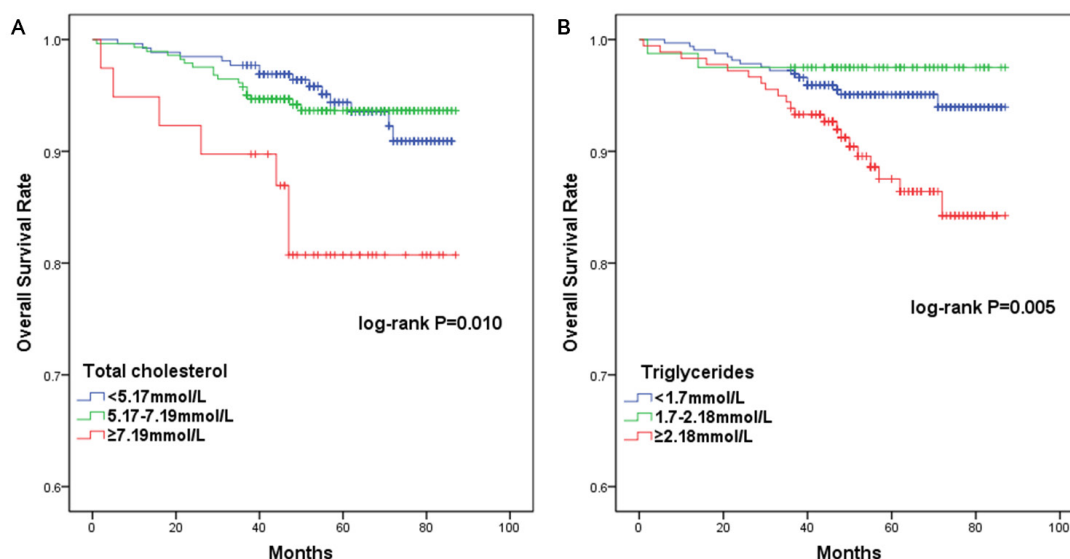 A
1.0
0.9
0.8
0.7
0.6
Overall Survival Rate
log-rank P=0.010
Total cholesterol
<5.17mmol/L
5.17-7.19mmol/L
≥7.19mmol/L
0 20 40 60 80 100
Months
B
1.0
0.9
0.8
0.7
0.6
Overall Survival Rate
log-rank P=0.005
Triglycerides
<1.7mmol/L
1.7-2.18mmol/L
≥2.18mmol/L
0 20 40 60 80 100
Months